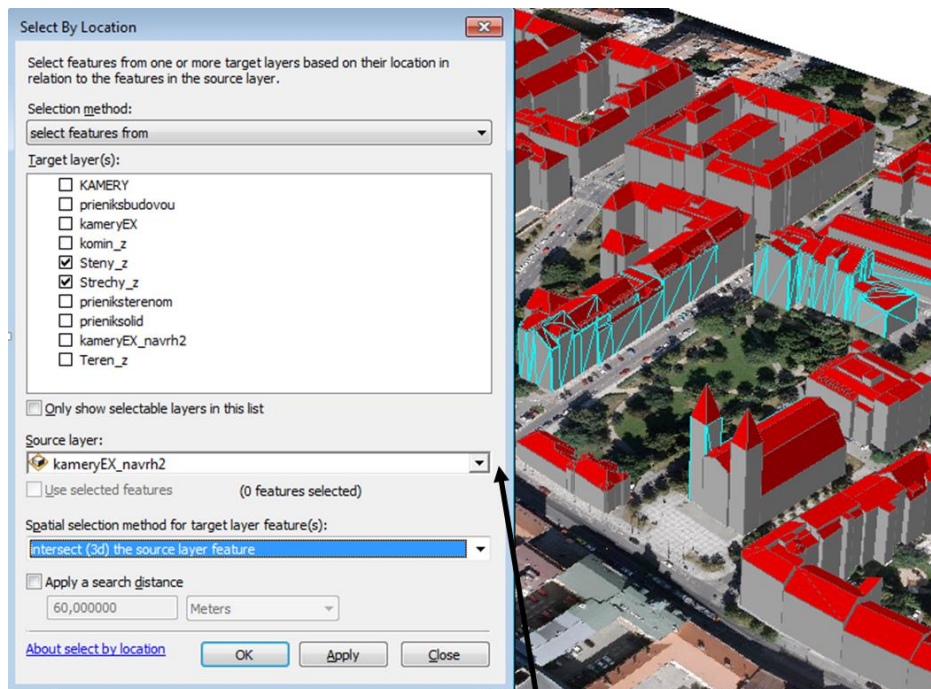 Select By Location
Select features from one or more target layers based on their location in
relation to the features in the source layer.
Selection method:
select features from
Target layer(s):
KAMERY
prieniksbudovou
kameryEX
komin_z
Steny_z
Strechy_z
prieniksterenom
prieniksolid
kameryEX_navrh2
Teren_z
Only show selectable layers in this list
Source layer:
kameryEX_navrh2
Use selected features (0 features selected)
Spatial selection method for target layer feature(s):
intersect (3d) the source layer feature
Apply a search distance
60,000000 Meters
About select by location OK Apply Close